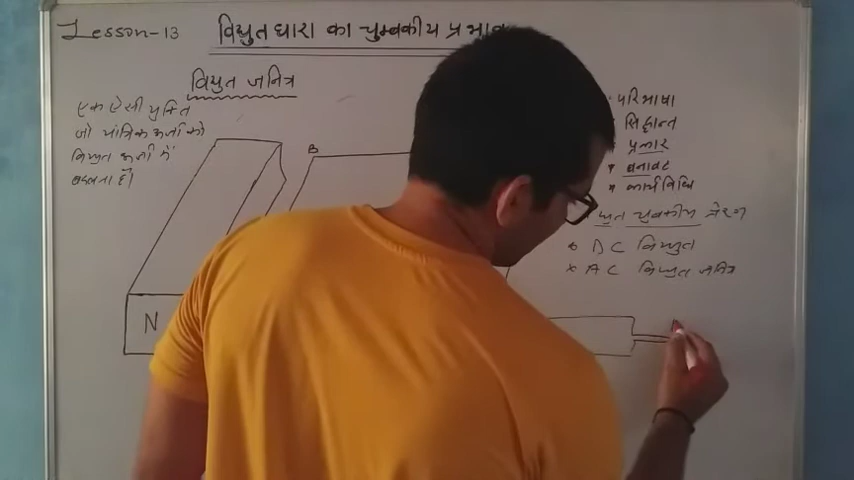 Lesson-13
विद्युत धारा का चुम्बकीय प्रभाव
विद्युत जनित्र
एक ऐसी युक्ति
जो यांत्रिक ऊर्जा को
विद्युत ऊर्जा में
बदलता है।
B
N
परिभाषा
सिद्धान्त
प्रकार
* बनावट
* कार्यविधि
चुम्बकीय प्रेरण
DC विद्युत
× AC विद्युत जनित्र